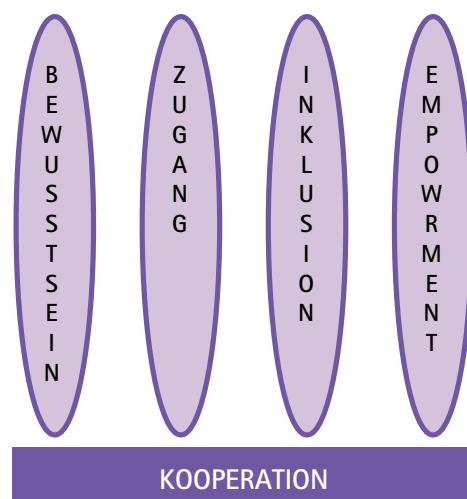 BEWUSSTSEIN
ZUGANG
INKLUSION
EMPOWRMENT
KOOPERATION